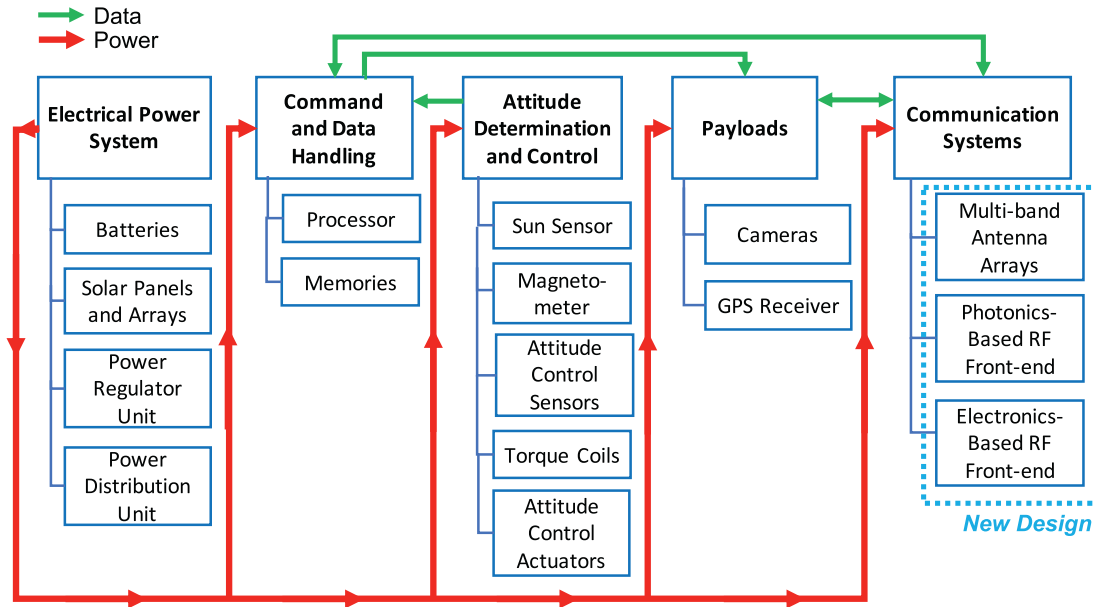 Data
Power
Electrical Power
System
Batteries
Solar Panels
and Arrays
Power
Regulator
Unit
Power
Distribution
Unit
Command
and Data
Handling
Processor
Memories
Attitude
Determination
and Control
Sun Sensor
Magneto-
meter
Attitude
Control
Sensors
Torque Coils
Attitude
Control
Actuators
Payloads
Cameras
GPS Receiver
Communication
Systems
Multi-band
Antenna
Arrays
Photonics-
Based RF
Front-end
Electronics-
Based RF
Front-end
New Design